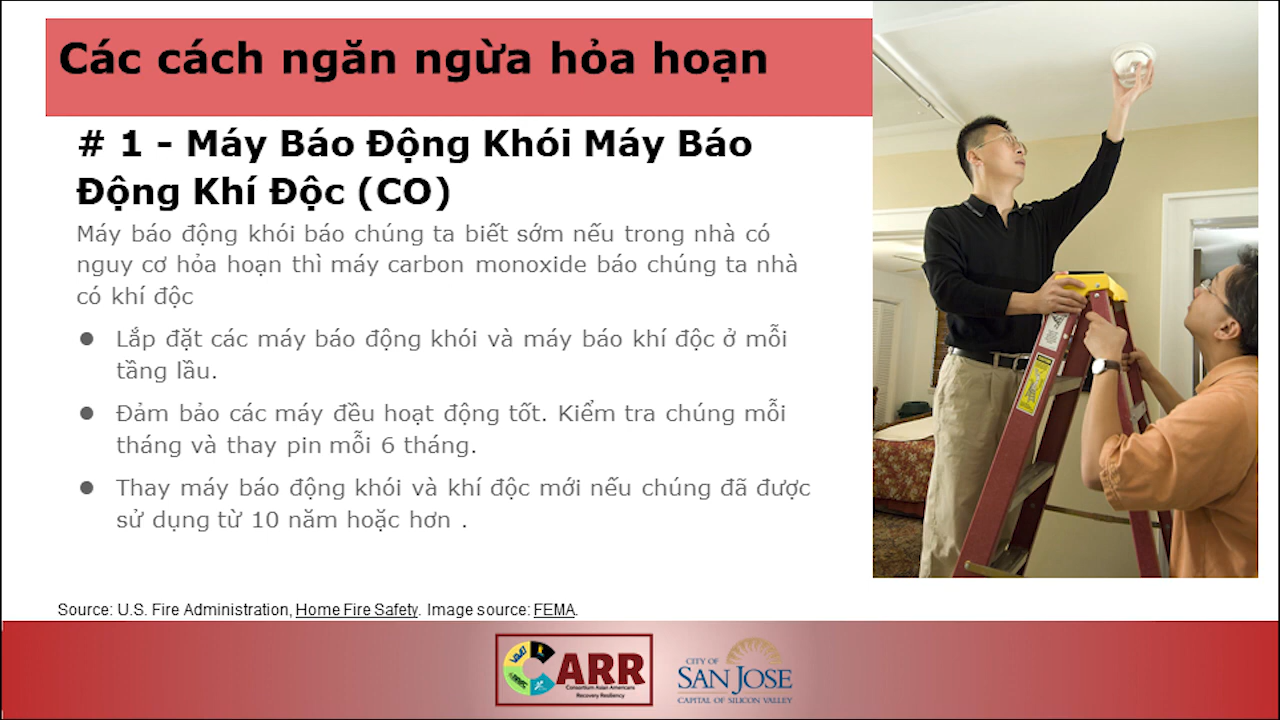 Các cách ngăn ngừa hỏa hoạn
# 1 - Máy Báo Động Khói Máy Báo
Động Khí Độc (CO)
Máy báo động khói báo chúng ta biết sớm nếu trong nhà có
nguy cơ hỏa hoạn thì máy carbon monoxide báo chúng ta nhà
có khí độc
● Lắp đặt các máy báo động khói và máy báo khí độc ở mỗi
tầng lầu.
● Đảm bảo các máy đều hoạt động tốt. Kiểm tra chúng mỗi
tháng và thay pin mỗi 6 tháng.
● Thay máy báo động khói và khí độc mới nếu chúng đã được
sử dụng từ 10 năm hoặc hơn .
Source: U.S. Fire Administration, Home Fire Safety. Image source: FEMA.
CARR
Consortium Asian Americans
Recovery Resiliency
CITY OF
SAN JOSE
CAPITAL OF SILICON VALLEY